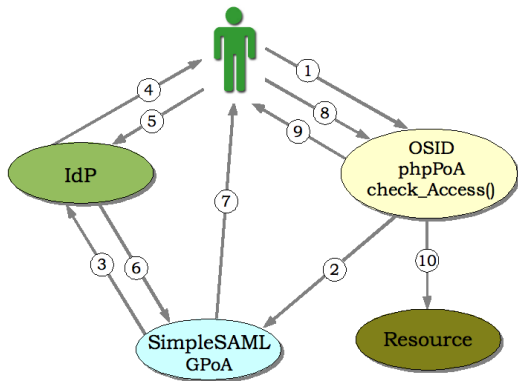 1
4
8
5
9
OSID
phpPoA
check_Access()
IdP
7
3
6
2
10
SimpleSAML
GPoA
Resource